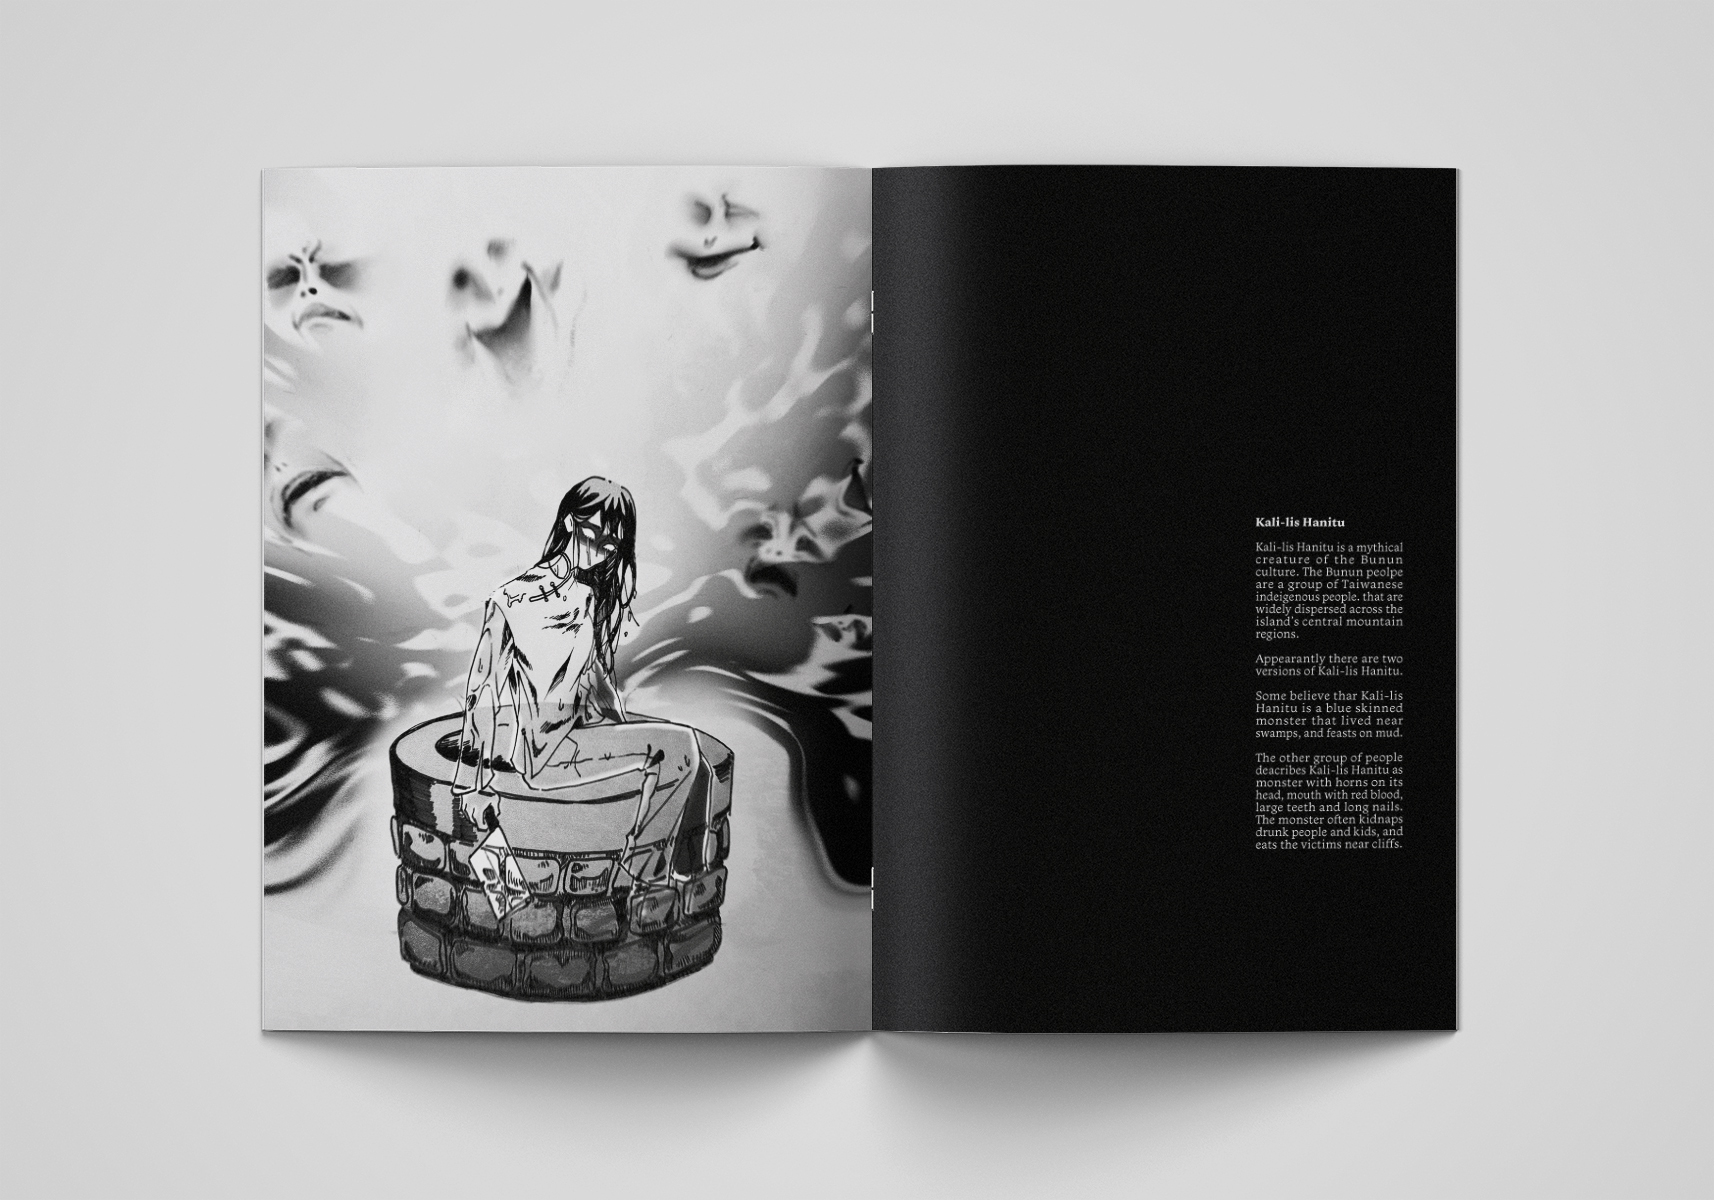 Kali-lis Hanitu
Kali-lis Hanitu is a mythical
creature of the Bunun
culture. The Bunun peolpe
are a group of Taiwanese
indeigenous people. that are
widely dispersed across the
island's central mountain
regions.
Appearantly there are two
versions of Kali-lis Hanitu.
Some believe thar Kali-lis
Hanitu is a blue skinned
monster that lived near
swamps, and feasts on mud.
The other group of people
deacribes Kali-lis Hanitu as
monster with horns on its
head, mouth with red blood,
large teeth and long nails.
The monster often kidnaps
drunk people and kids, and
eats the victims near cliffs.